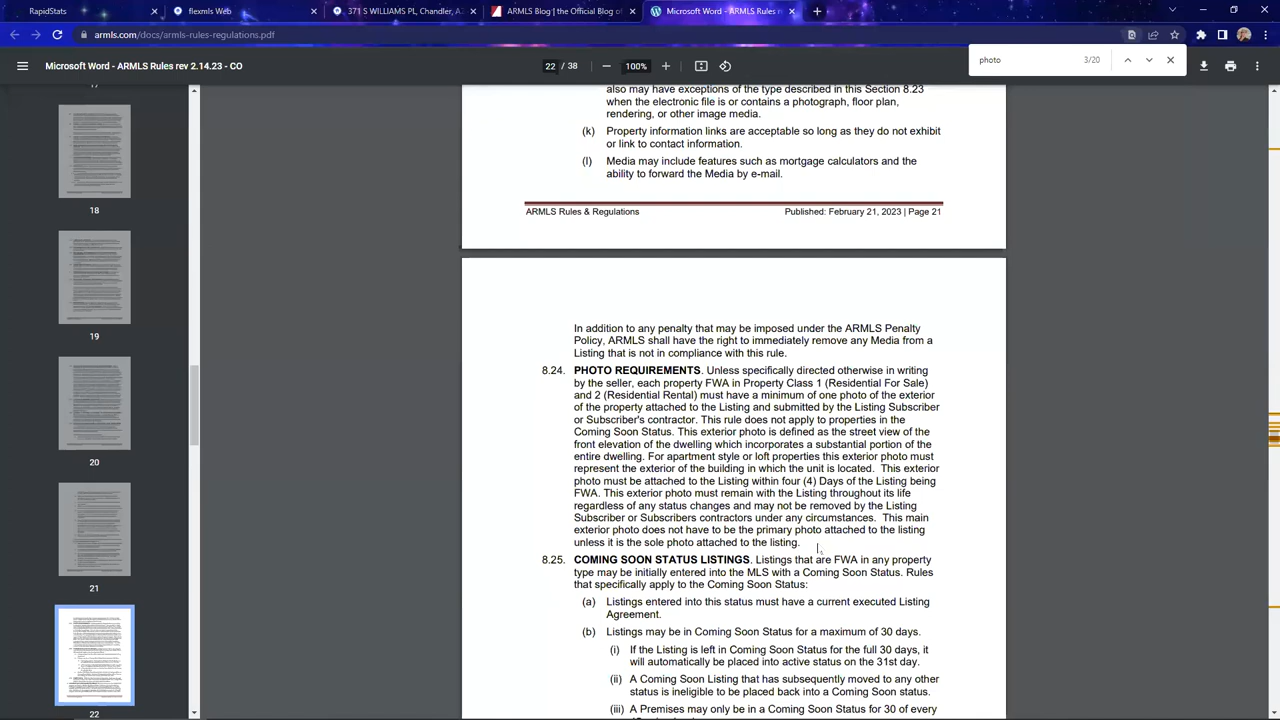 RapidStats
flexmls Web
371 S WILLIAMS PL, Chandler, A
ARMLS Blog | the Official Blog of
Microsoft Word - ARMLS Rules r
armls.com/docs/armls-rules-regulations.pdf
Microsoft Word - ARMLS Rules rev 2.14.23 - CO
22 / 38
100%
photo
3/20
17
18
19
20
21
22
also may have exceptions of the type described in this Section 8.23
when the electronic file is or contains a photograph, floor plan,
rendering, or other image media.
(k) Property information links are acceptable so long as they do not exhibit
or link to contact information.
(l) Media may include features such as mortgage calculators and the
ability to forward the Media by e-mail.
ARMLS Rules & Regulations Published: February 21, 2023 | Page 21
In addition to any penalty that may be imposed under the ARMLS Penalty
Policy, ARMLS shall have the right to immediately remove any Media from a
Listing that is not in compliance with this rule.
8.24. PHOTO REQUIREMENTS. Unless specifically directed otherwise in writing
by the seller, each property FWA in Property Class 1 (Residential For Sale)
and 2 (Residential Rental) must have a minimum of one photo of the exterior
of the property attached to the Listing and submitted by the Listing Subscriber
or Subscriber's contractor. This rule does not apply to properties in the
Coming Soon Status. This exterior photo is defined as the street view of the
front elevation of the dwelling which incorporates a substantial portion of the
entire dwelling. For apartment style or loft properties this exterior photo must
represent the exterior of the building in which the unit is located. This exterior
photo must be attached to the Listing within four (4) Days of the Listing being
FWA. This exterior photo must remain with the Listing throughout its life
regardless of any status changes and may not be removed by the Listing
Subscriber or Subscribers contractors under any circumstances. This main
exterior photo does not have to be the primary photo attached to the listing
unless it is the sole photo attached to the listing.
8.25. COMING SOON STATUS LISTINGS. Listings that are FWA in any property
type may be initially entered into the MLS with a Coming Soon Status. Rules
that specifically apply to the Coming Soon Status:
(a) Listings entered into this status must have a current executed Listing
Agreement.
(b) Listings may be in Coming Soon Status for a maximum of 30 days.
(i) If the Listing is left in Coming Soon Status for the full 30 days, it
will automatically be placed into active status on the 31st day.
(ii) A Coming Soon Listing that has subsequently moved to any other
status is ineligible to be placed back into a Coming Soon status.
(iii) A Premises may only be in a Coming Soon Status for 30 of every